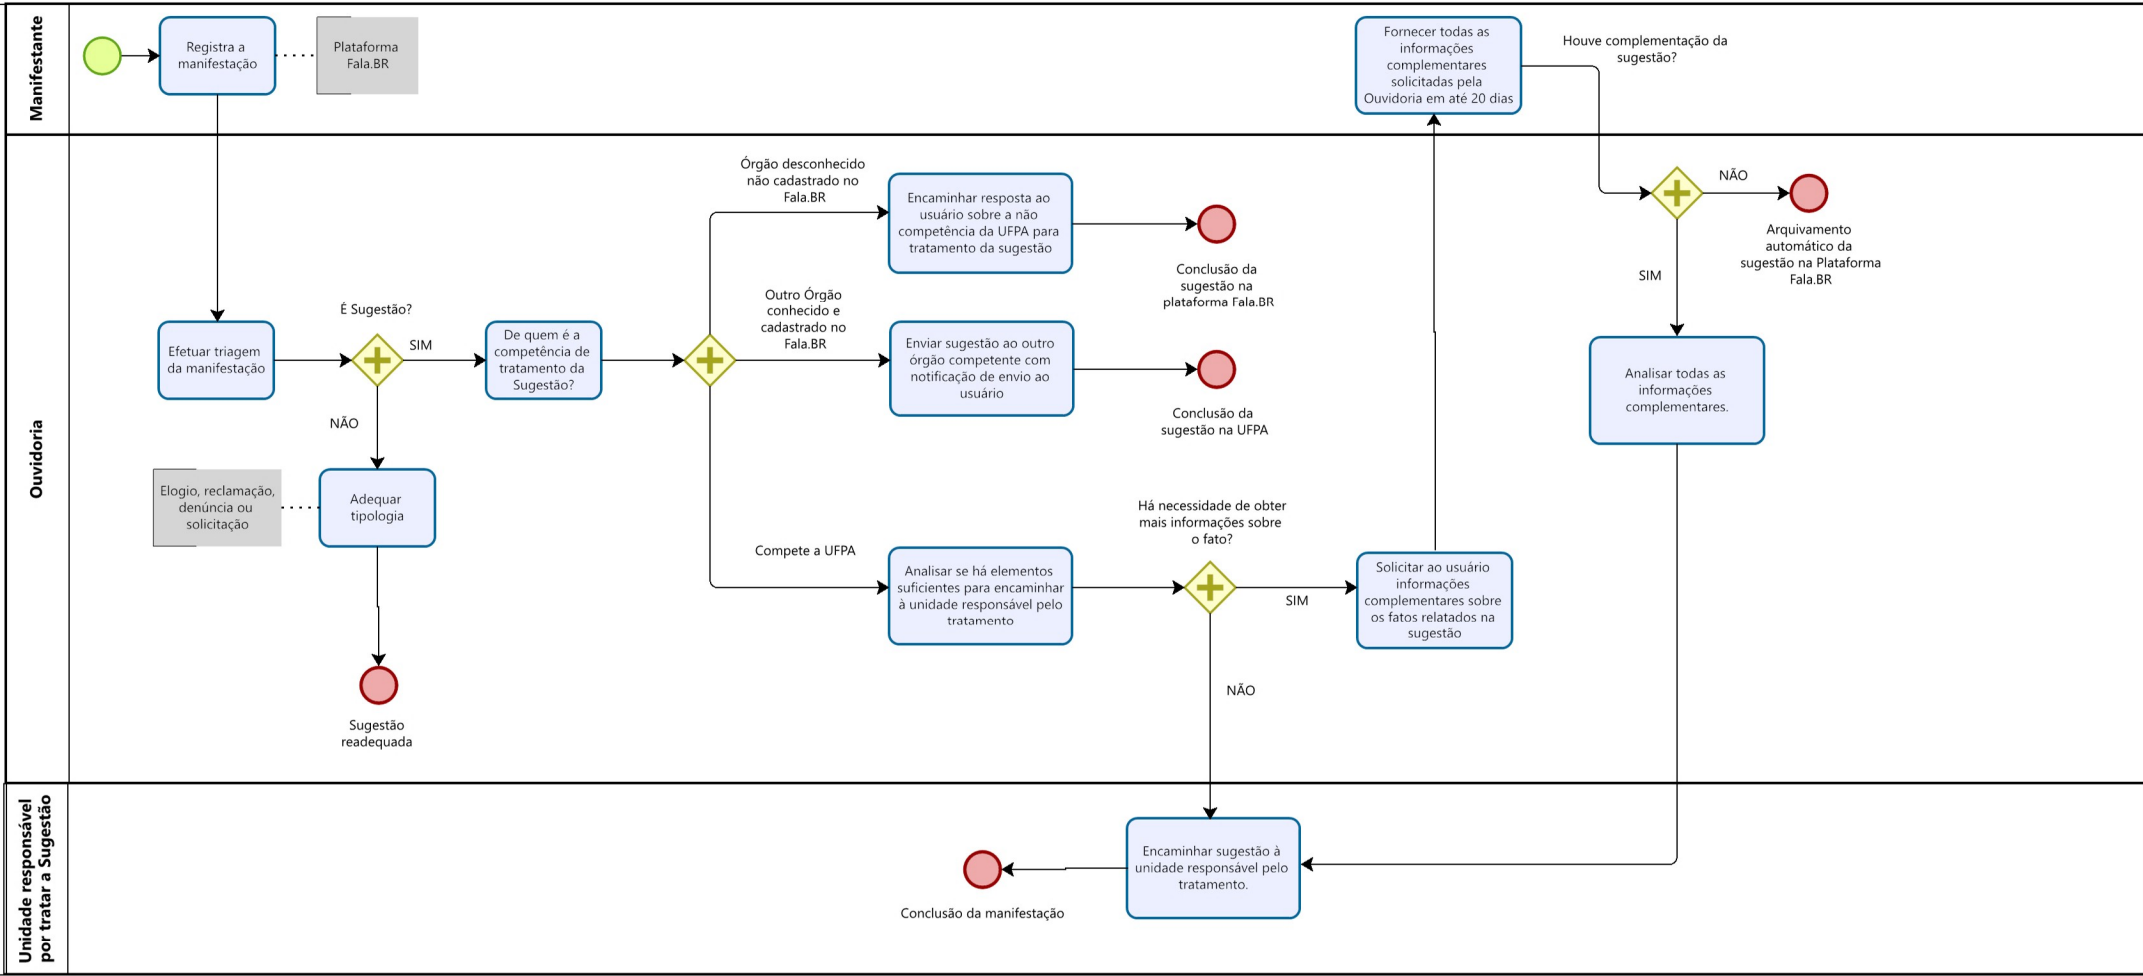 Manifestante
Registra a
manifestação
Plataforma
Fala.BR
Fornecer todas as
informações
complementares
solicitadas pela
Ouvidoria em até 20 dias
Houve complementação da
sugestão?
Ouvidoria
Efetuar triagem
da manifestação
É Sugestão?
SIM
NÃO
Elogio, reclamação,
denúncia ou
solicitação
Adequar
tipologia
Sugestão
readequada
De quem é a
competência de
tratamento da
Sugestão?
Órgão desconhecido
não cadastrado no
Fala.BR
Encaminhar resposta ao
usuário sobre a não
competência da UFPA para
tratamento da sugestão
Conclusão da
sugestão na
plataforma Fala.BR
Outro Órgão
conhecido e
cadastrado no
Fala.BR
Enviar sugestão ao outro
órgão competente com
notificação de envio ao
usuário
Conclusão da
sugestão na UFPA
Compete a UFPA
Analisar se há elementos
suficientes para encaminhar
à unidade responsável pelo
tratamento
Há necessidade de obter
mais informações sobre
o fato?
SIM
NÃO
Solicitar ao usuário
informações
complementares sobre
os fatos relatados na
sugestão
NÃO
Arquivamento
automático da
sugestão na Plataforma
Fala.BR
SIM
Analisar todas as
informações
complementares.
Unidade responsável
por tratar a Sugestão
Encaminhar sugestão à
unidade responsável pelo
tratamento.
Conclusão da manifestação